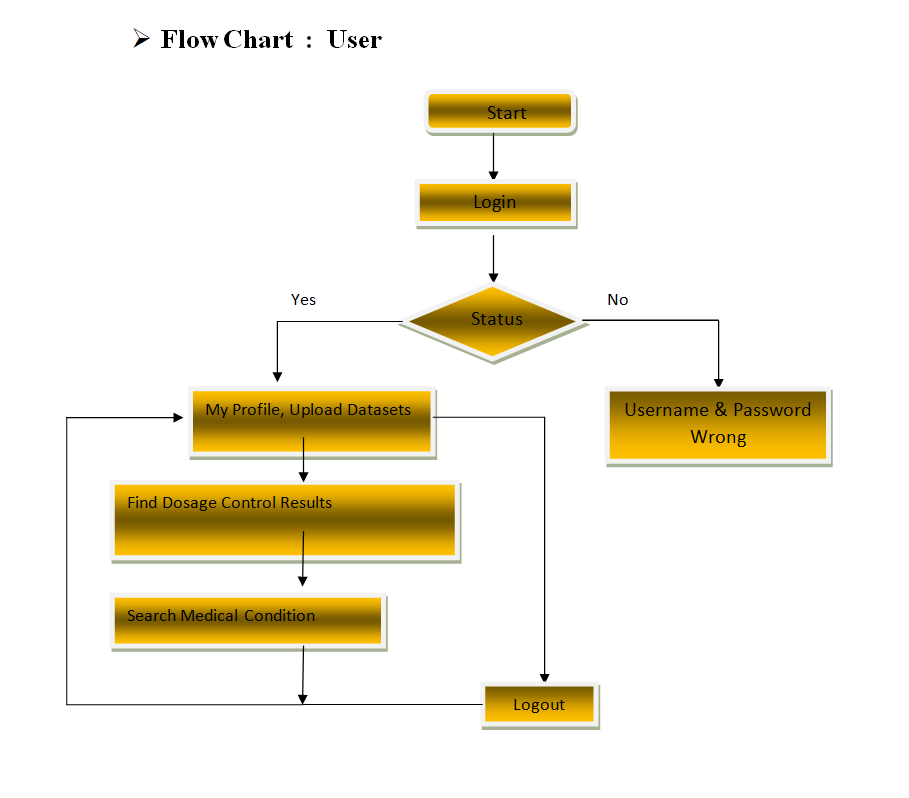 ➢ Flow Chart : User
Start
Login
Yes
No
Status
My Profile, Upload Datasets
Username & Password
Wrong
Find Dosage Control Results
Search Medical Condition
Logout